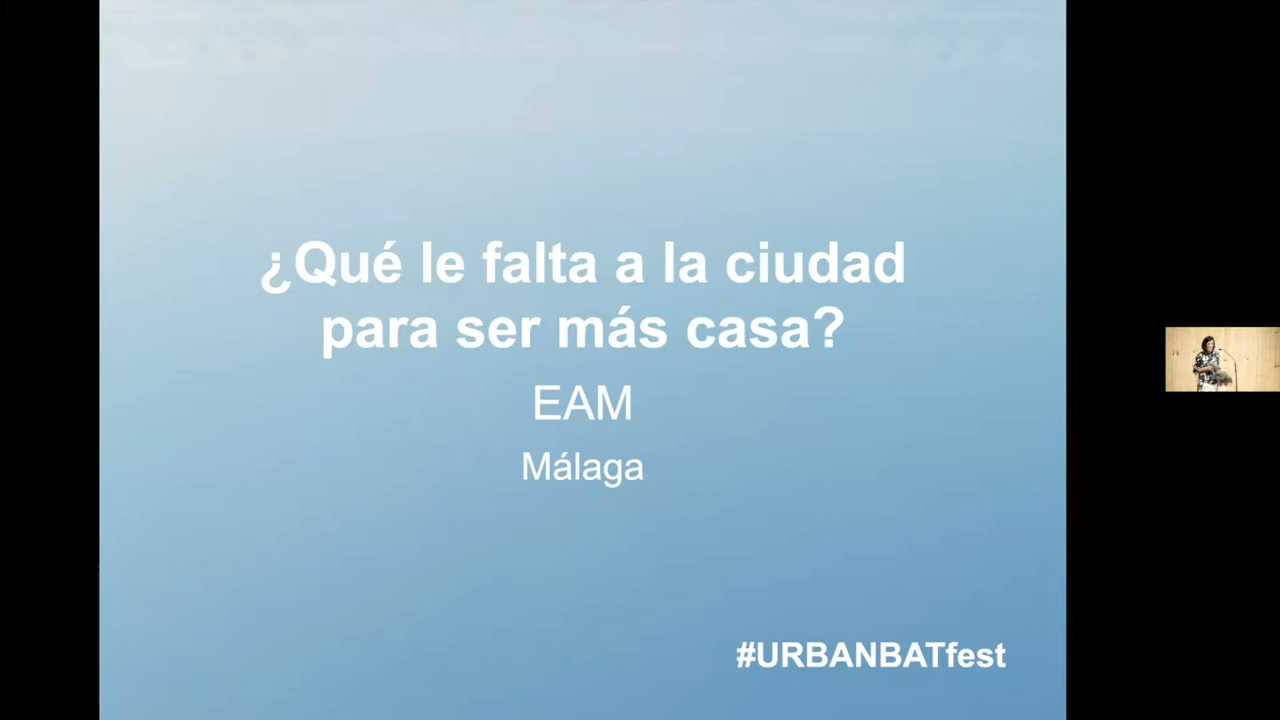 ¿Qué le falta a la ciudad
para ser más casa?
EAM
Málaga
#URBANBATfest